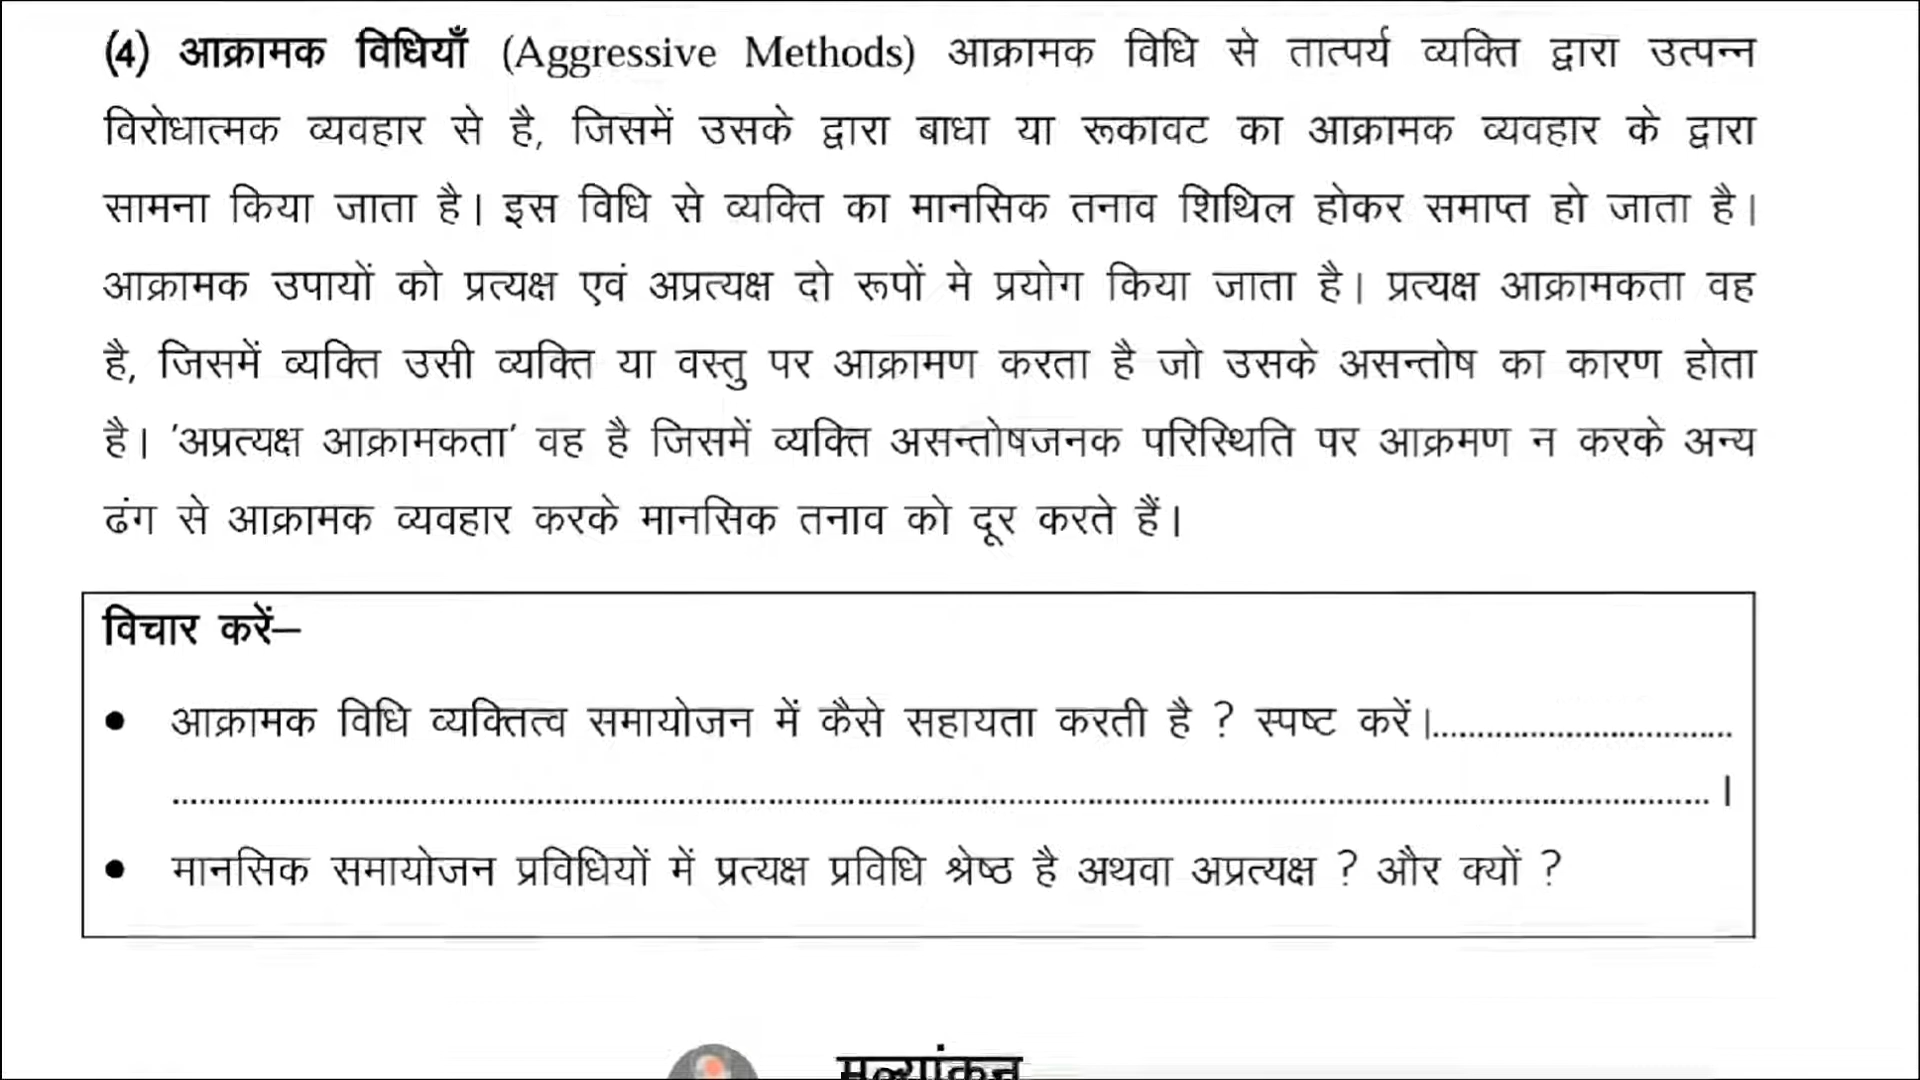 (4) आक्रामक विधियाँ (Aggressive Methods) आक्रामक विधि से तात्पर्य व्यक्ति द्वारा उत्पन्न
विरोधात्मक व्यवहार से है, जिसमें उसके द्वारा बाधा या रूकावट का आक्रामक व्यवहार के द्वारा
सामना किया जाता है। इस विधि से व्यक्ति का मानसिक तनाव शिथिल होकर समाप्त हो जाता है।
आक्रामक उपायों को प्रत्यक्ष एवं अप्रत्यक्ष दो रूपों मे प्रयोग किया जाता है। प्रत्यक्ष आक्रामकता वह
है, जिसमें व्यक्ति उसी व्यक्ति या वस्तु पर आक्रामण करता है जो उसके असन्तोष का कारण होता
है। 'अप्रत्यक्ष आक्रामकता' वह है जिसमें व्यक्ति असन्तोषजनक परिस्थिति पर आक्रमण न करके अन्य
ढंग से आक्रामक व्यवहार करके मानसिक तनाव को दूर करते हैं।
विचार करें–
• आक्रामक विधि व्यक्तित्व समायोजन में कैसे सहायता करती है ? स्पष्ट करें।..................................
.................................................................................................................................................... ।
• मानसिक समायोजन प्रविधियों में प्रत्यक्ष प्रविधि श्रेष्ठ है अथवा अप्रत्यक्ष ? और क्यों ?
मूल्यांकन